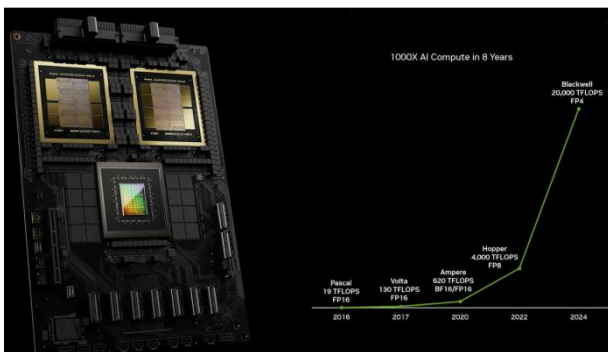 1000X AI Compute in 8 Years
Blackwell
20,000 TFLOPS
FP4
Hopper
4,000 TFLOPS
FP8
Ampere
620 TFLOPS
BF16/FP16
Volta
130 TFLOPS
FP16
Pascal
19 TFLOPS
FP16
2016
2017
2020
2022
2024